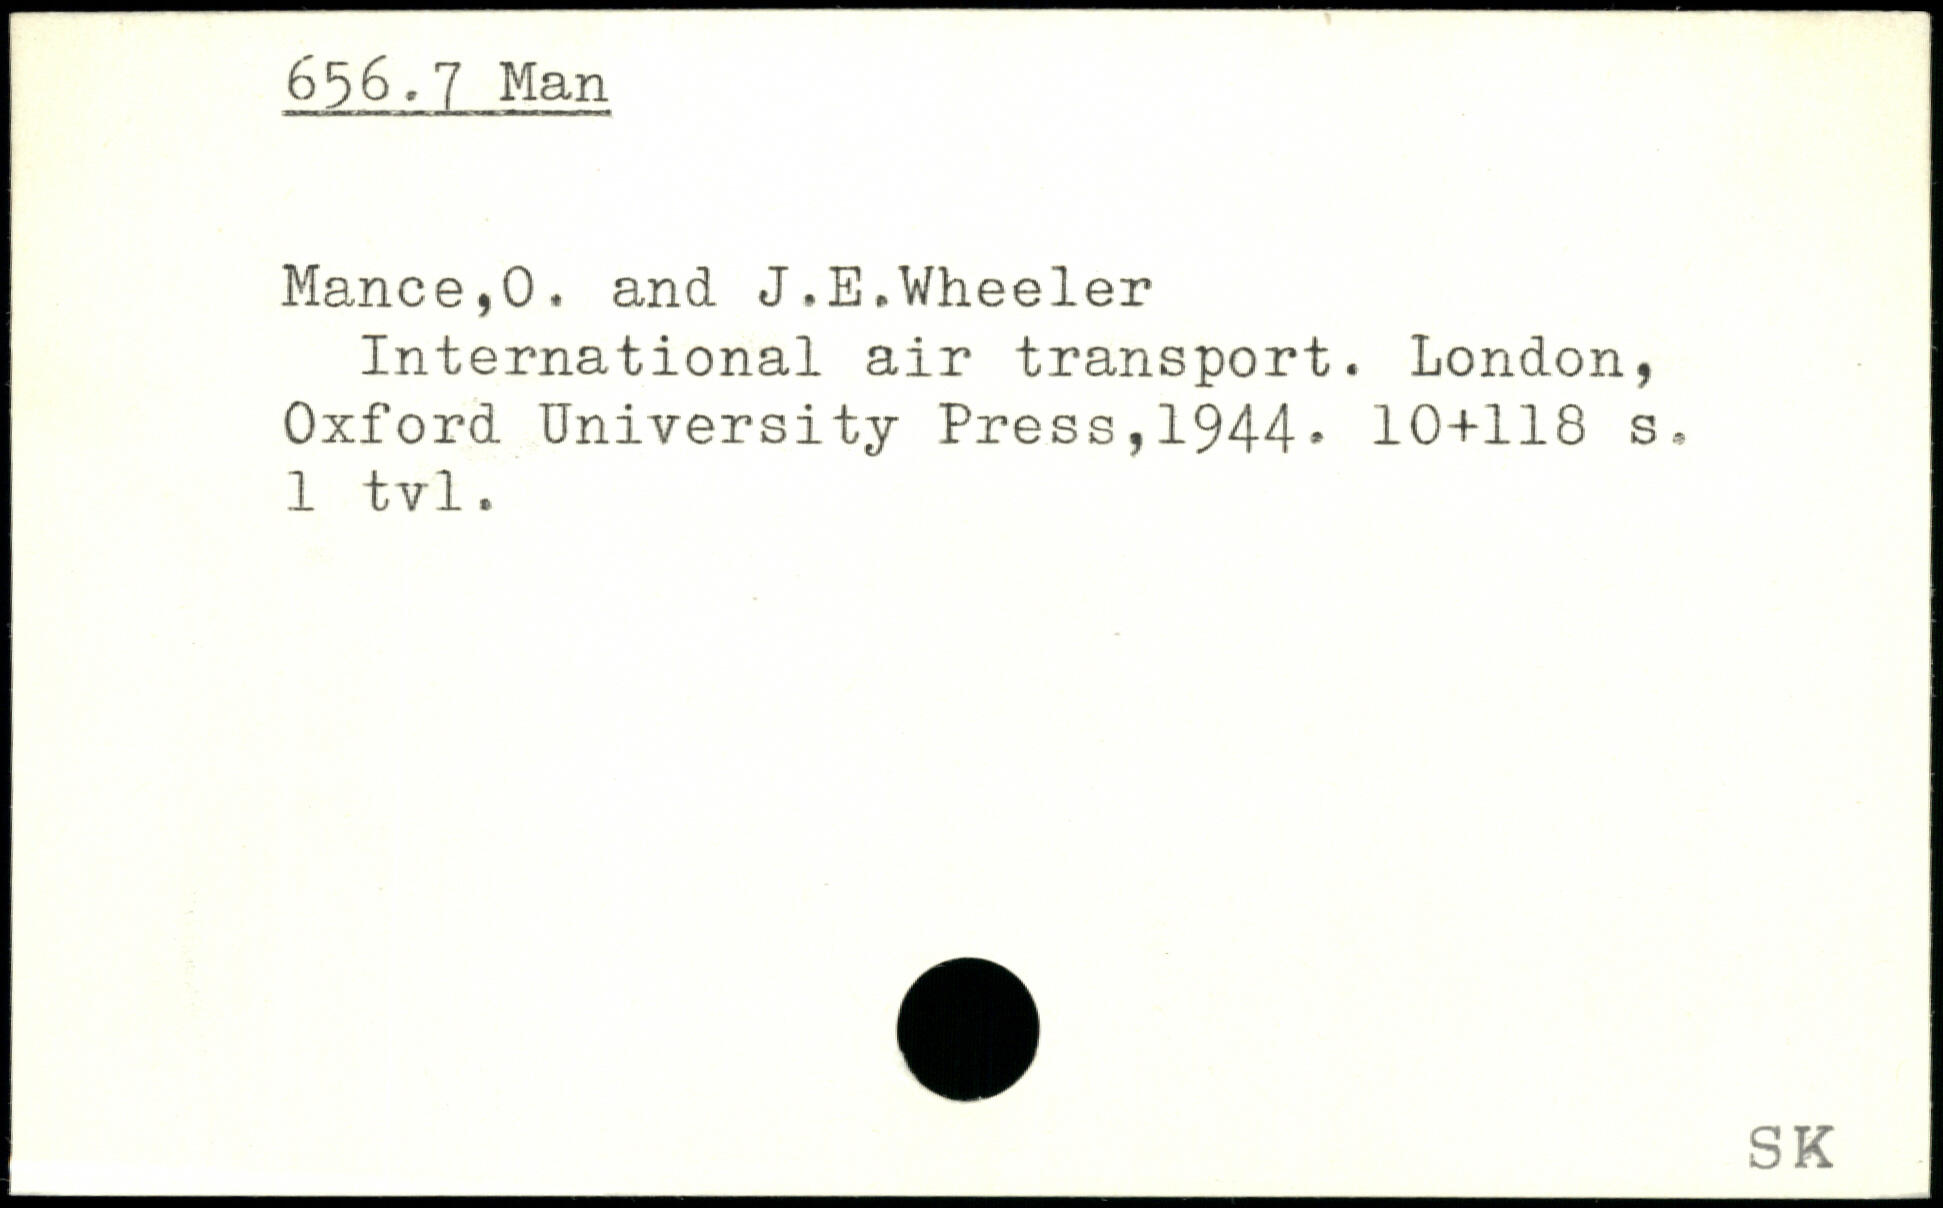 656.7 Man
Mance,O. and J.E.Wheeler
International air transport. London,
Oxford University Press,1944. 10+118 s.
1 tvl.
SK